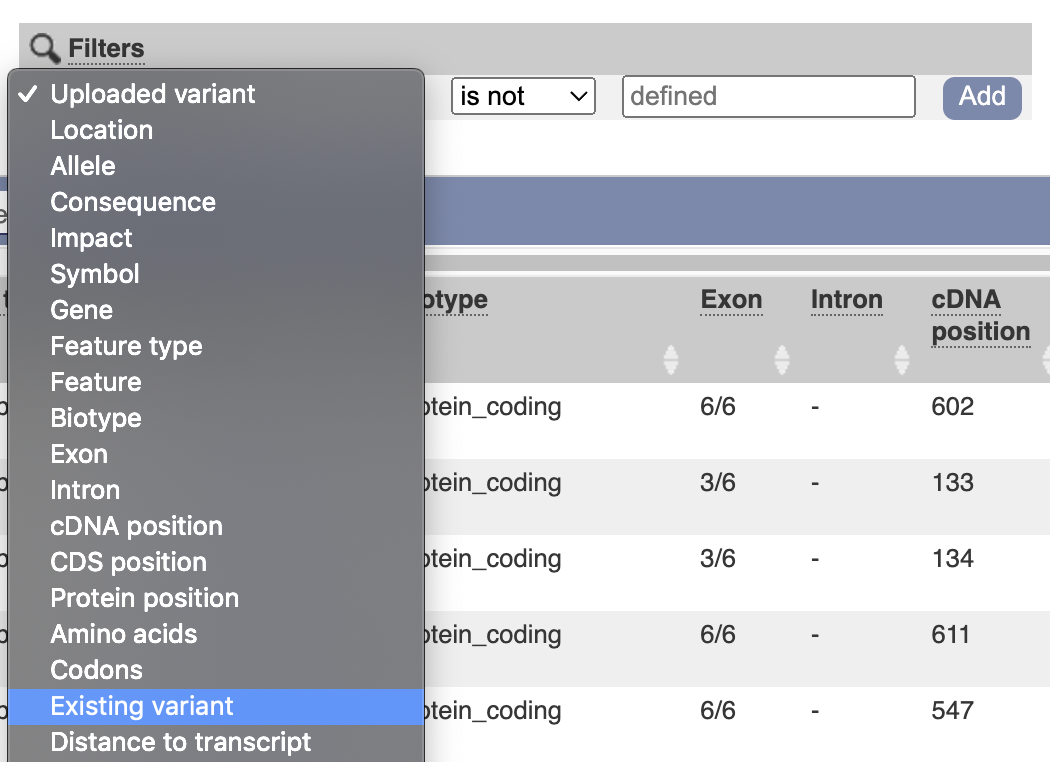 Filters
✓ Uploaded variant
is not
defined
Add
Location
Allele
Consequence
Impact
Symbol
Gene
Feature type
Feature
Biotype
Exon
Intron
cDNA position
CDS position
Protein position
Amino acids
Codons
Existing variant
Distance to transcript
otype Exon Intron cDNA
position
otein_coding 6/6 - 602
otein_coding 3/6 - 133
otein_coding 3/6 - 134
otein_coding 6/6 - 611
otein_coding 6/6 - 547